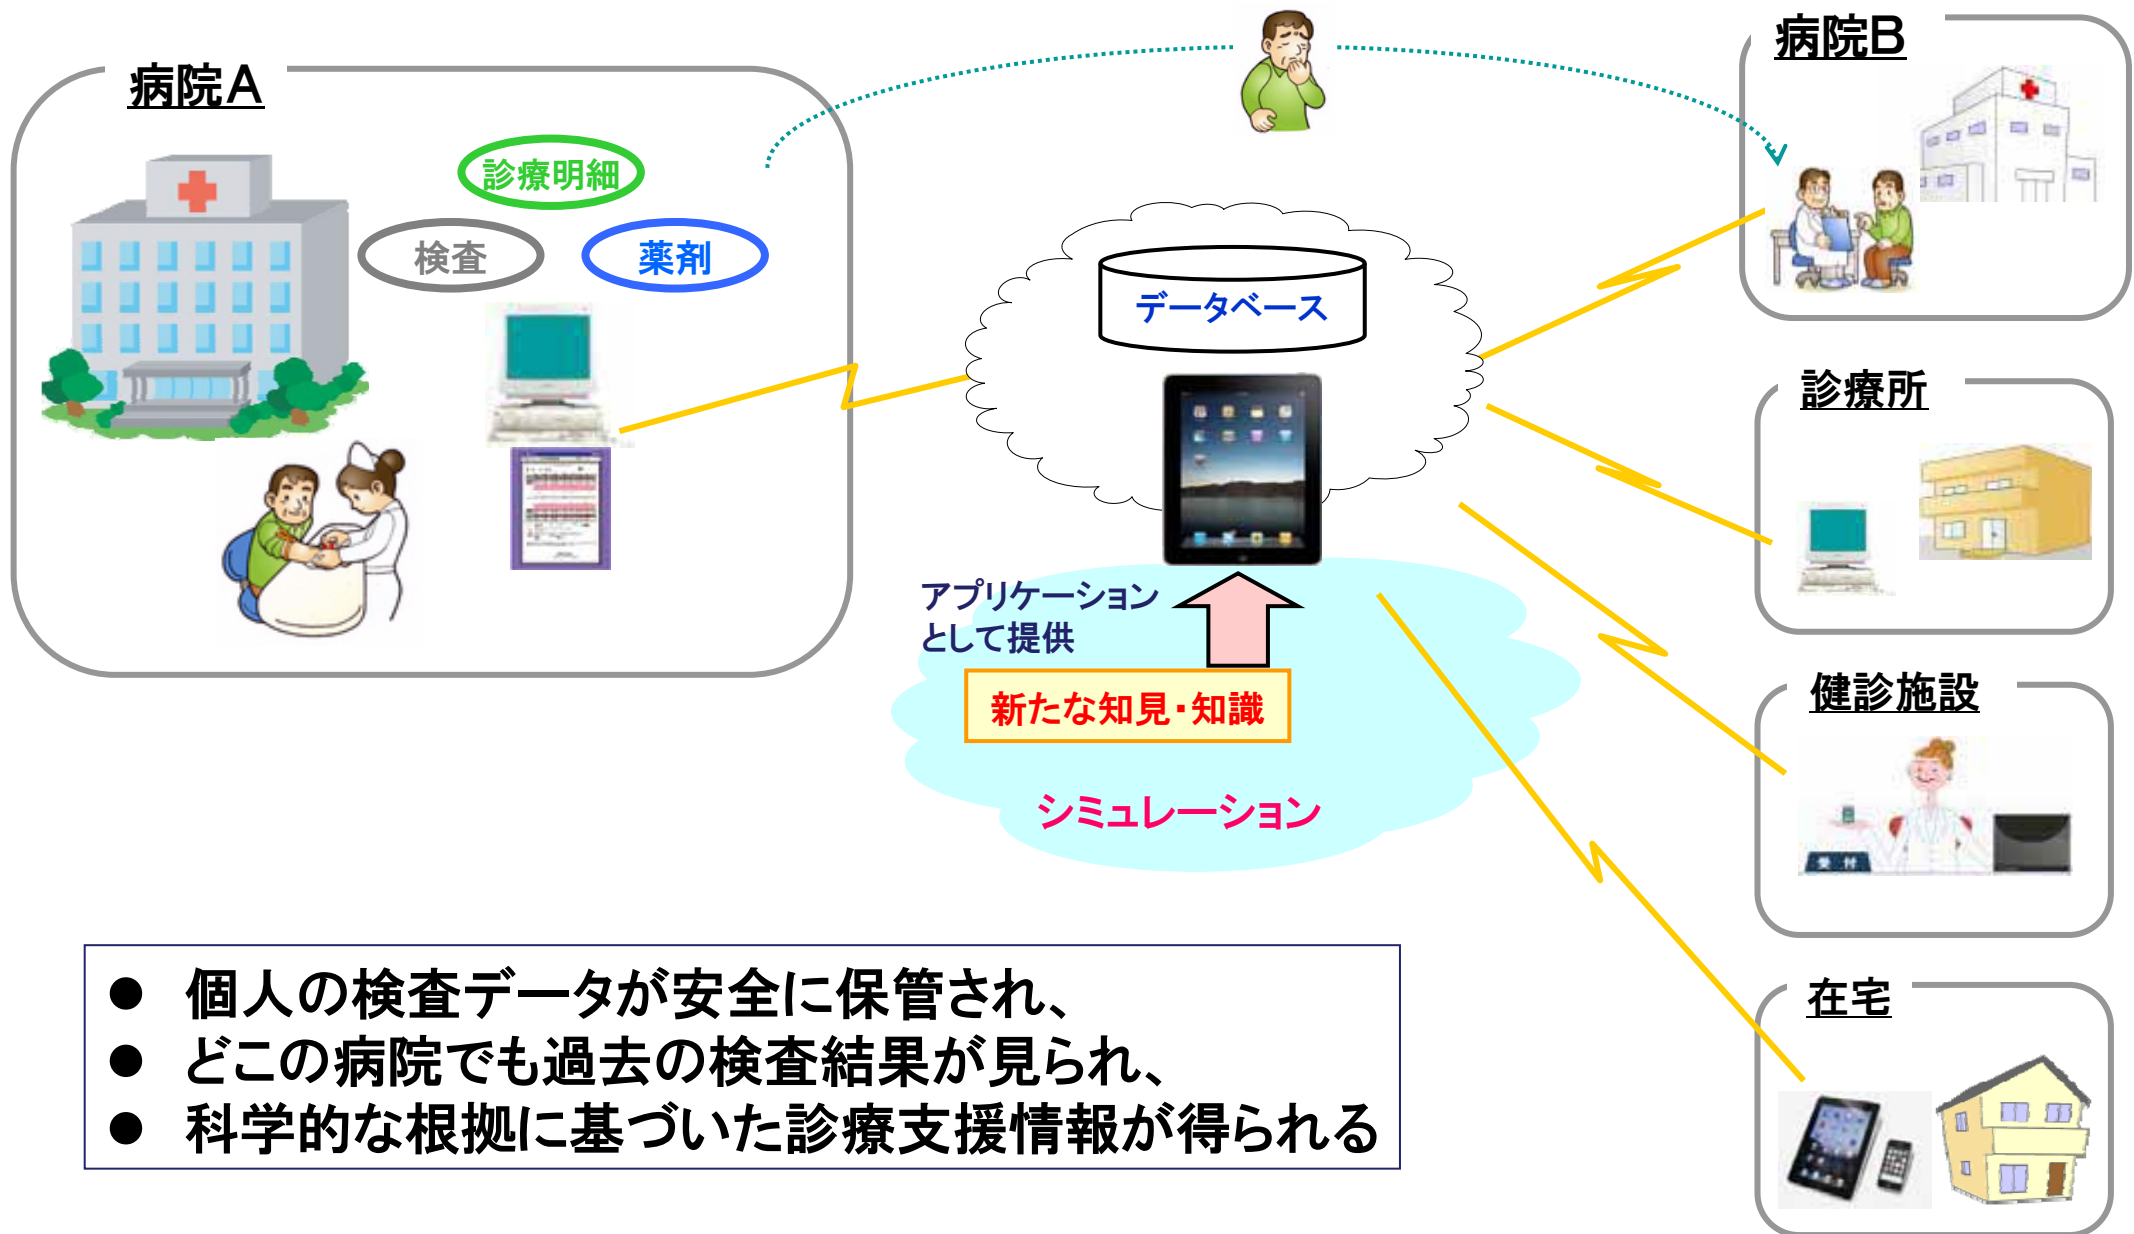 病院A
診療明細
検査
薬剤
データベース
アプリケーション
として提供
新たな知見・知識
シミュレーション
病院B
診療所
健診施設
受付
在宅
● 個人の検査データが安全に保管され、
● どこの病院でも過去の検査結果が見られ、
● 科学的な根拠に基づいた診療支援情報が得られる